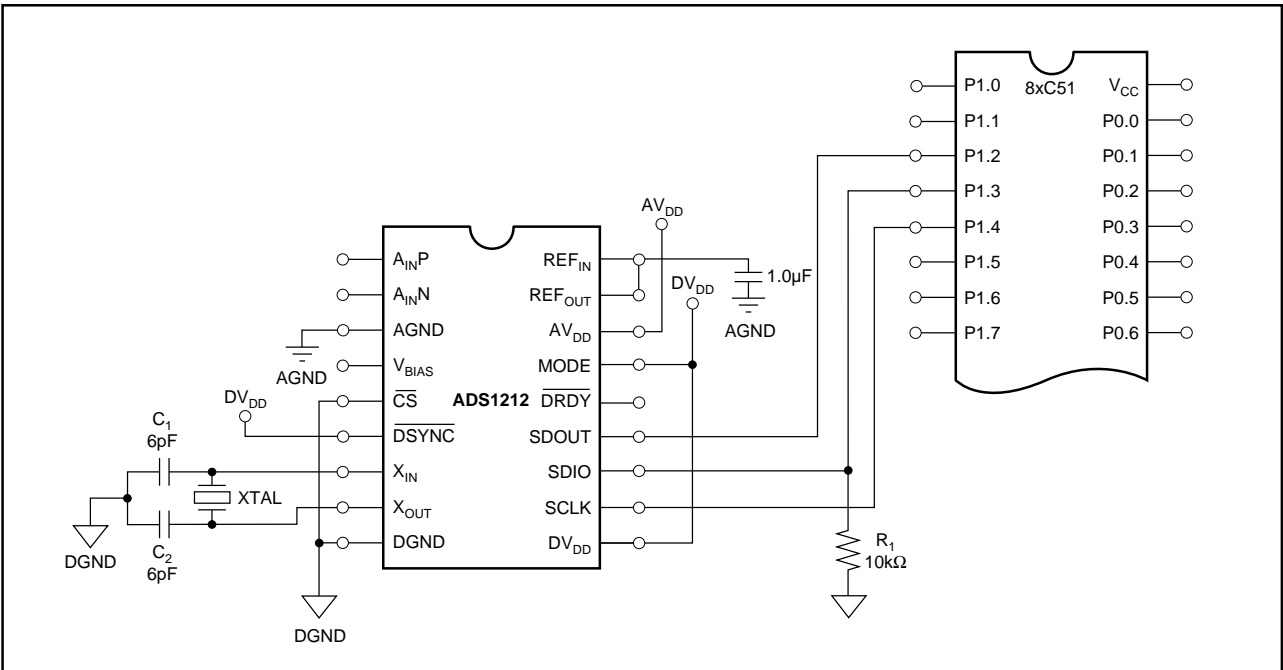 P1.0
P1.1
P1.2
P1.3
P1.4
P1.5
P1.6
P1.7
8xC51
VCC
P0.0
P0.1
P0.2
P0.3
P0.4
P0.5
P0.6
AINP
AINN
AGND
VBIAS
CS
DSYNC
XIN
XOUT
DGND
ADS1212
REFIN
REFOUT
AVDD
MODE
DRDY
SDOUT
SDIO
SCLK
DVDD
AVDD
DVDD
1.0µF
AGND
AGND
DVDD
C1
6pF
XTAL
DGND
C2
6pF
DGND
R1
10kΩ